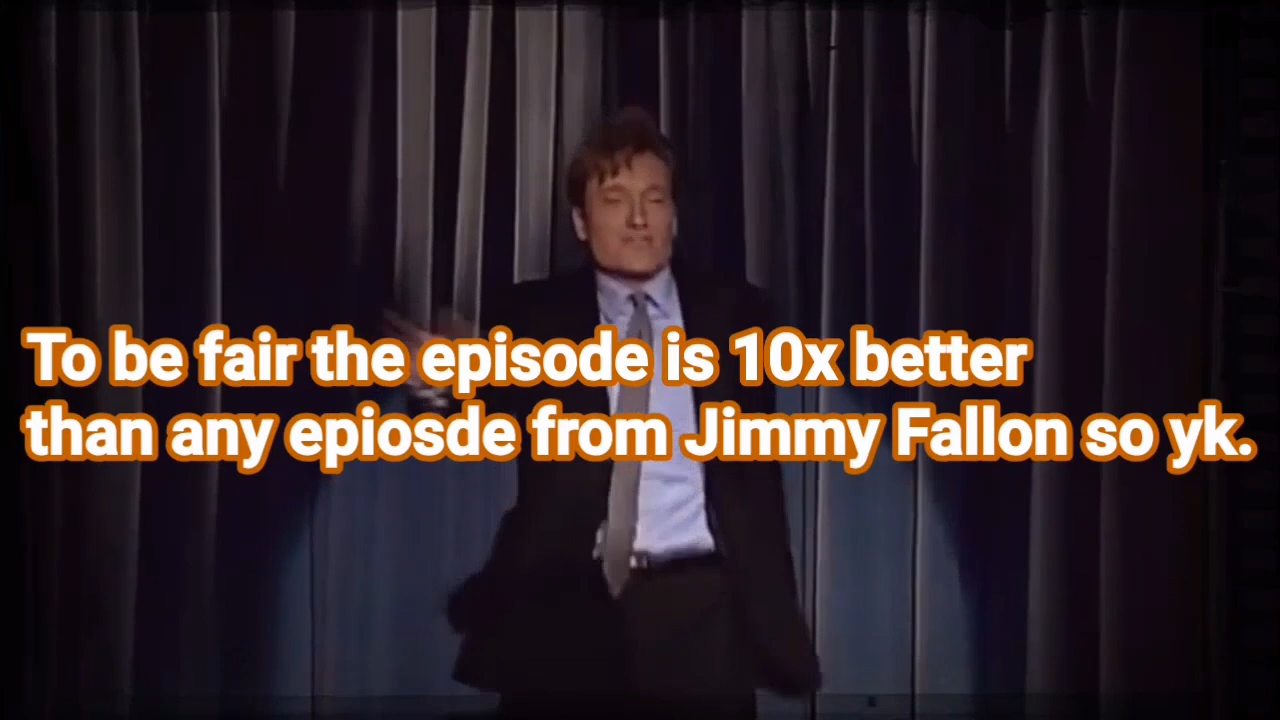 To be fair the episode is 10x better
than any epiosde from Jimmy Fallon so yk.